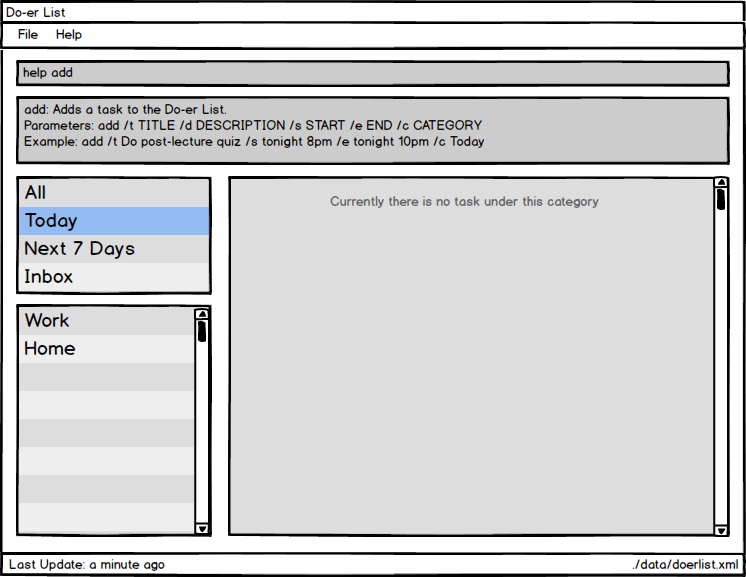 Do-er List
File Help
help add
add: Adds a task to the Do-er List.
Parameters: add /t TITLE /d DESCRIPTION /s START /e END /c CATEGORY
Example: add /t Do post-lecture quiz /s tonight 8pm /e tonight 10pm /c Today
All
Today
Next 7 Days
Inbox
Work
Home
Currently there is no task under this category
Last Update: a minute ago
./data/doerlist.xml